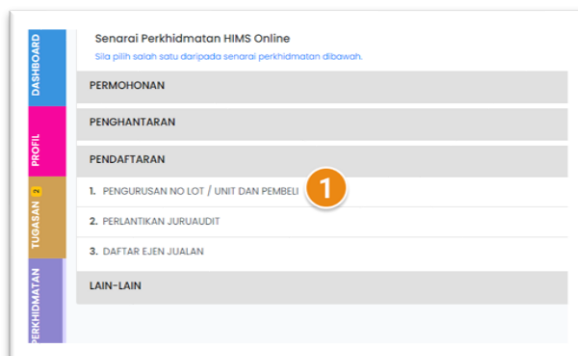 Senarai Perkhidmatan HIMS Online
Sila pilih salah satu daripada senarai perkhidmatan dibawah.
PERMOHONAN
PENGHANTARAN
PENDAFTARAN
1. PENGURUSAN NO LOT / UNIT DAN PEMBELI
1
2. PERLANTIKAN JURUAUDIT
3. DAFTAR EJEN JUALAN
LAIN-LAIN
DASHBOARD
PROFIL
TUGASAN 2
PERKHIDMATAN